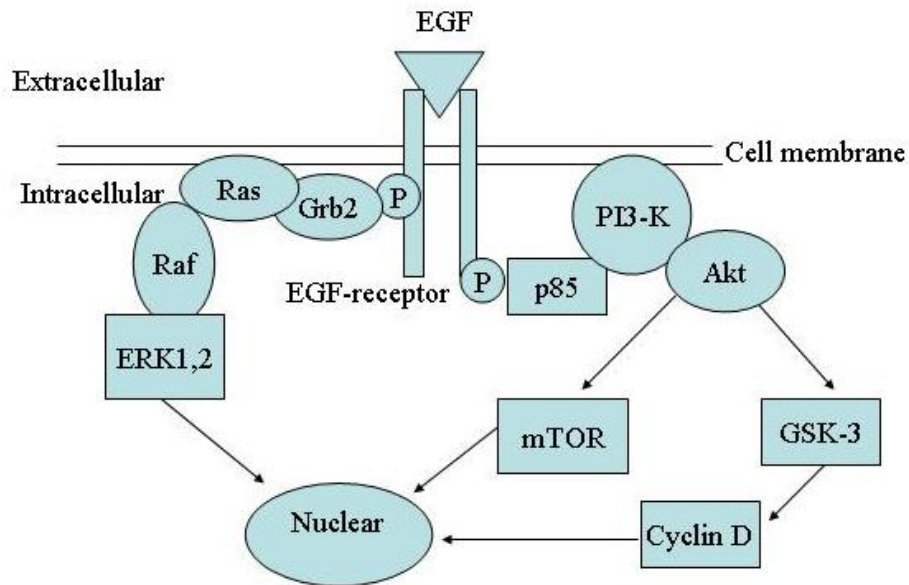 EGF
Extracellular
Cell membrane
Intracellular
Ras
Grb2
P
PI3-K
Raf
EGF-receptor
P
p85
Akt
ERK1,2
mTOR
GSK-3
Nuclear
Cyclin D